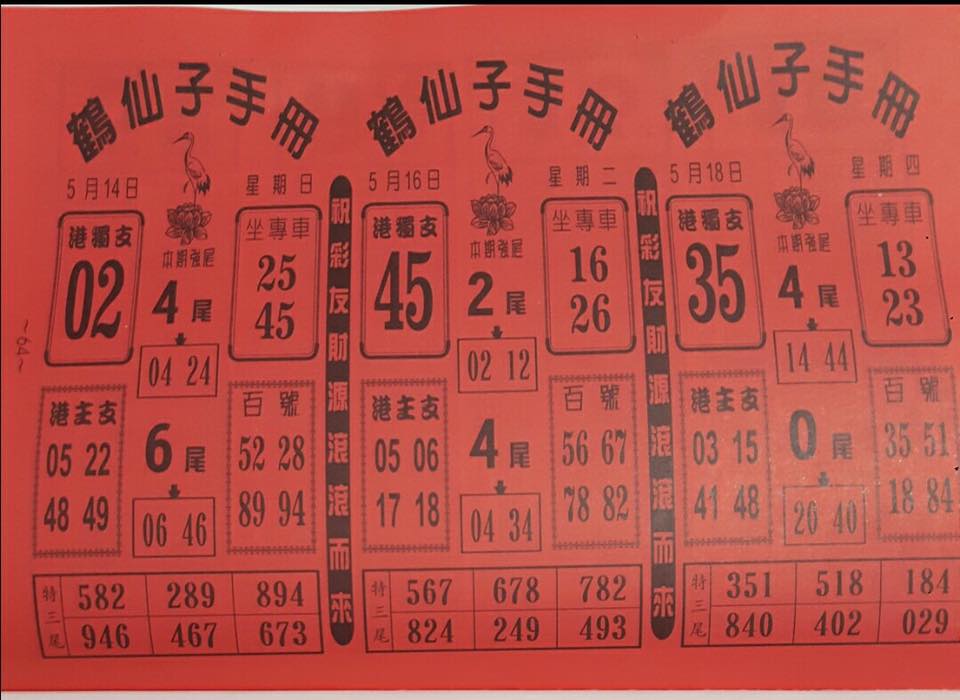 鶴仙子手冊
5月14日
星期日
港獨支
02
本期強尾
4尾
04 24
坐專車
25
45
港主支
05 22
48 49
6尾
06 46
百號
52 28
89 94
特三尾
582 289 894
946 467 673
祝彩友財源滾滾而來
鶴仙子手冊
5月16日
星期二
港獨支
45
本期強尾
2尾
02 12
坐專車
16
26
港主支
05 06
17 18
4尾
04 34
百號
56 67
78 82
特三尾
567 678 782
824 249 493
祝彩友財源滾滾而來
鶴仙子手冊
5月18日
星期四
港獨支
35
本期強尾
4尾
14 44
坐專車
13
23
港主支
03 15
41 48
0尾
20 40
百號
35 51
18 84
特三尾
351 518 184
840 402 029
~64~